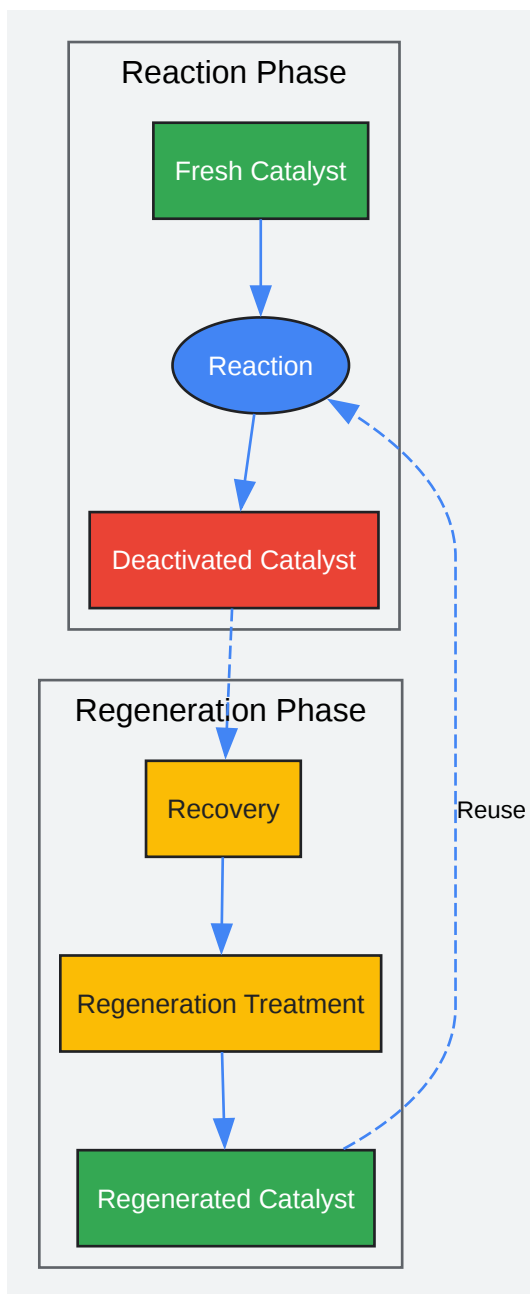 Reaction Phase
Fresh Catalyst
Reaction
Deactivated Catalyst
Regeneration Phase
Recovery
Reuse
Regeneration Treatment
Regenerated Catalyst